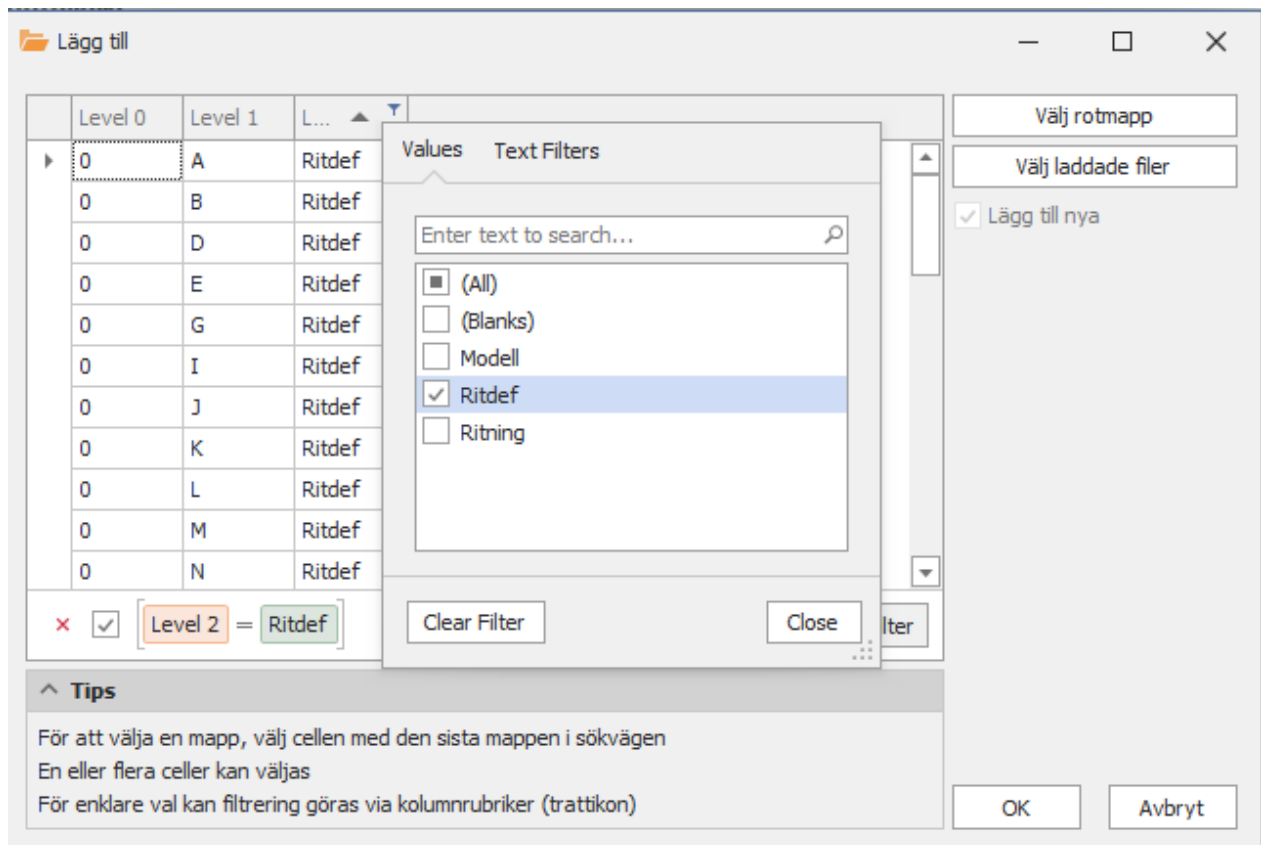 Lägg till
Level 0 Level 1 L...
0 A Ritdef
0 B Ritdef
0 D Ritdef
0 E Ritdef
0 G Ritdef
0 I Ritdef
0 J Ritdef
0 K Ritdef
0 L Ritdef
0 M Ritdef
0 N Ritdef
Level 2 = Ritdef
lter
Values Text Filters
Enter text to search...
(All)
(Blanks)
Modell
Ritdef
Ritning
Clear Filter Close
Välj rotmapp
Välj laddade filer
Lägg till nya
Tips
För att välja en mapp, välj cellen med den sista mappen i sökvägen
En eller flera celler kan väljas
För enklare val kan filtrering göras via kolumnrubriker (trattikon)
OK Avbryt